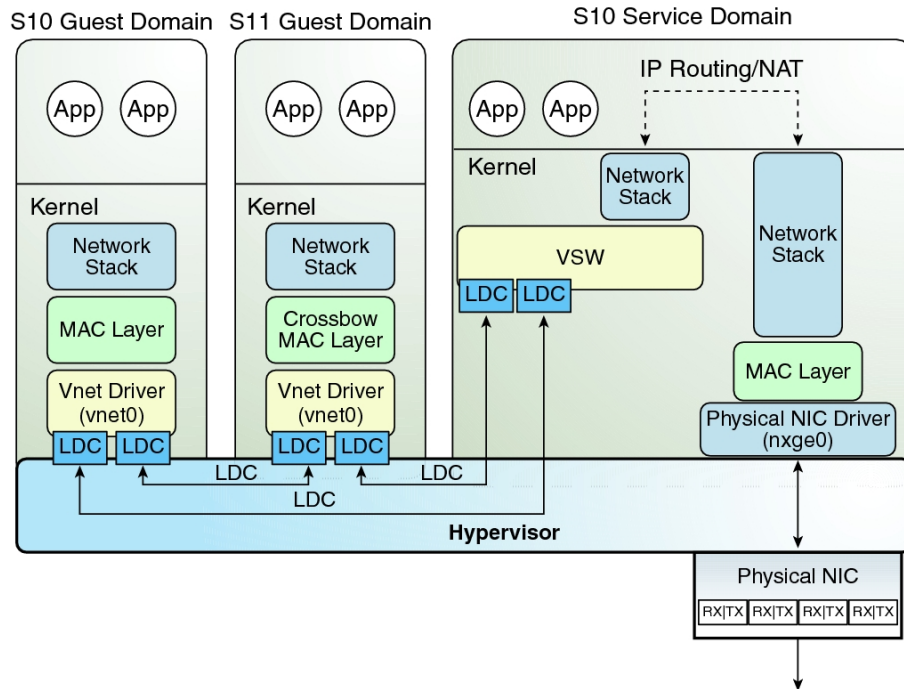 S10 Guest Domain
S11 Guest Domain
S10 Service Domain
App
App
App
App
App
App
IP Routing/NAT
Kernel
Kernel
Kernel
Network
Stack
MAC Layer
Vnet Driver
(vnet0)
LDC
LDC
Network
Stack
Crossbow
MAC Layer
Vnet Driver
(vnet0)
LDC
LDC
Network
Stack
VSW
LDC
LDC
Network
Stack
MAC Layer
Physical NIC Driver
(nxge0)
LDC
LDC
LDC
Hypervisor
Physical NIC
RX|TX
RX|TX
RX|TX
RX|TX